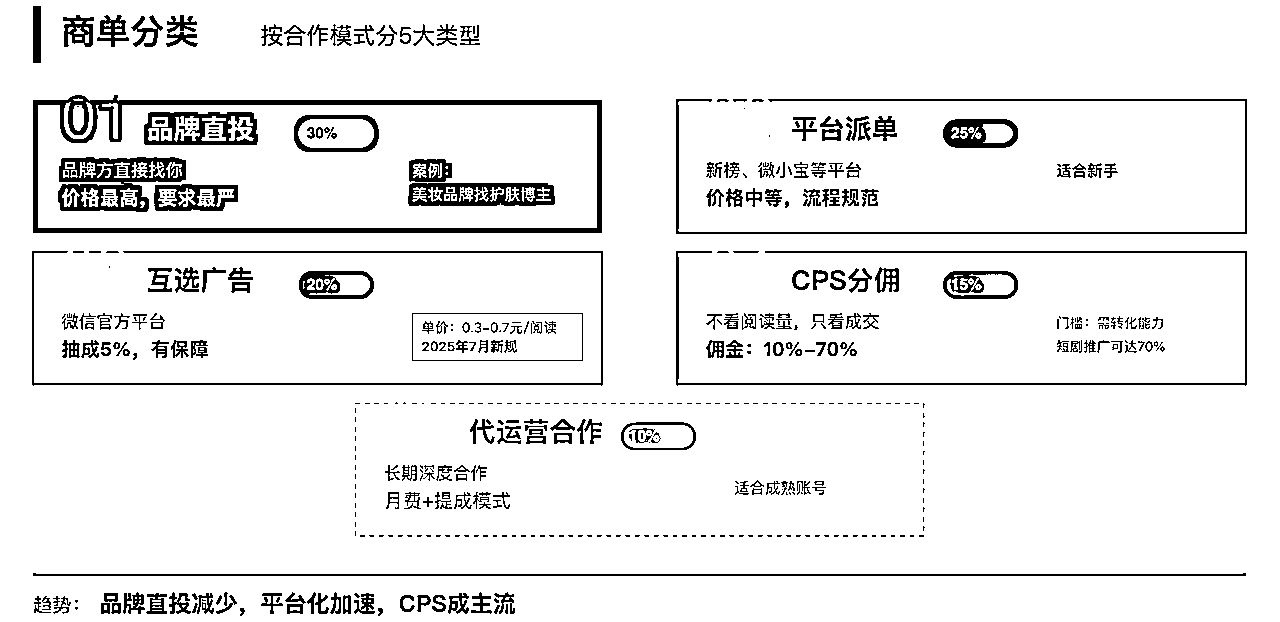 商单分类 按合作模式分5大类型
01 品牌直投 30%
品牌方直接找你
价格最高，要求最严
案例：
美妆品牌找护肤博主
平台派单 25%
新榜、微小宝等平台
价格中等，流程规范
适合新手
互选广告 20%
微信官方平台
抽成5%，有保障
单价：0.3-0.7元/阅读
2025年7月新规
CPS分佣 15%
不看阅读量，只看成交
佣金：10%-70%
门槛：需转化能力
短剧推广可达70%
代运营合作 10%
长期深度合作
月费+提成模式
适合成熟账号
趋势： 品牌直投减少，平台化加速，CPS成主流